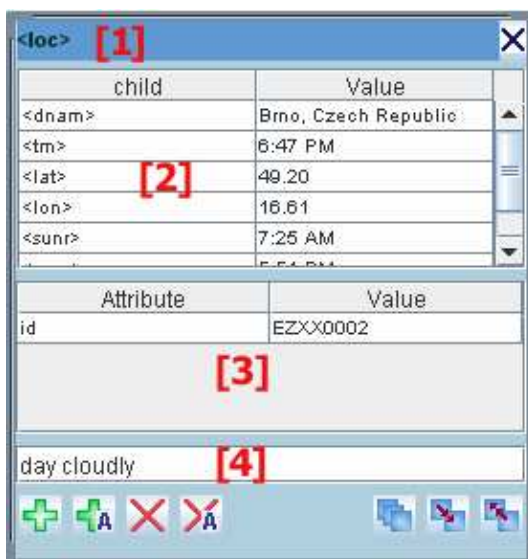 <loc> [1]
child Value
<dnam> Brno, Czech Republic
<tm> 6:47 PM
<lat> [2] 49.20
<lon> 16.61
<sunr> 7:25 AM
Attribute Value
id EZXX0002
[3]
day cloudly [4]
A A